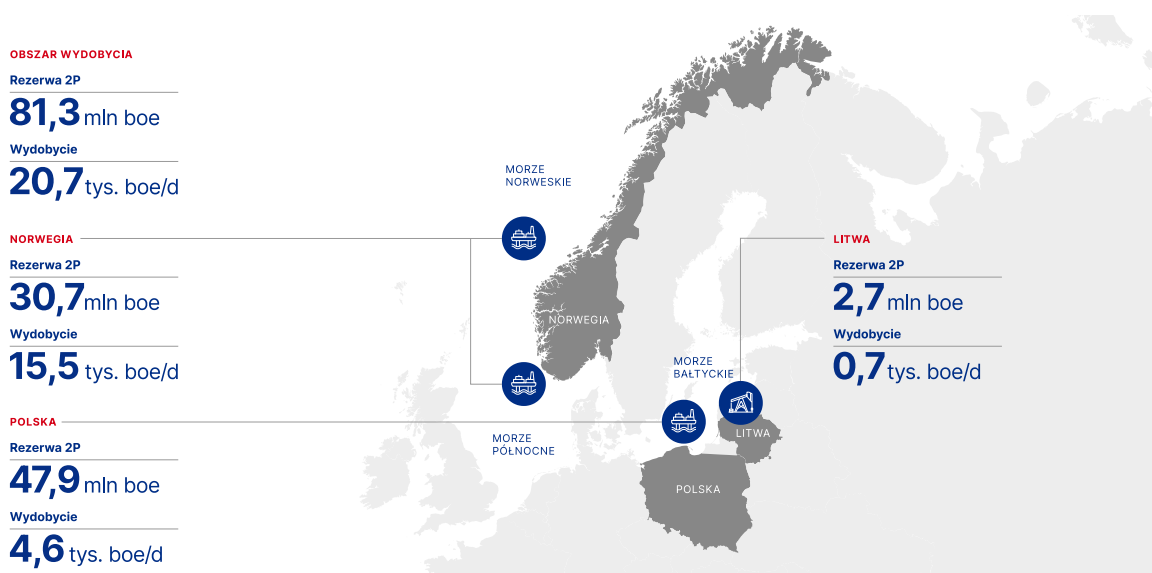 OBSZAR WYDOBYCIA
Rezerwa 2P
81,3 mln boe
Wydobycie
20,7 tys. boe/d
NORWEGIA
Rezerwa 2P
30,7 mln boe
Wydobycie
15,5 tys. boe/d
POLSKA
Rezerwa 2P
47,9 mln boe
Wydobycie
4,6 tys. boe/d
MORZE
NORWESKIE
NORWEGIA
MORZE
PÓŁNOCNE
MORZE
BAŁTYCKIE
LITWA
POLSKA
LITWA
Rezerwa 2P
2,7 mln boe
Wydobycie
0,7 tys. boe/d